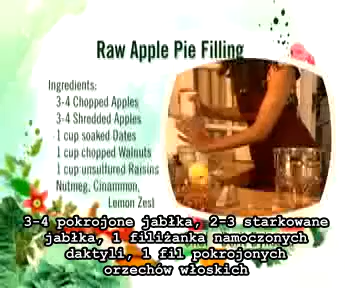 Raw Apple Pie Filling
Ingredients:
3-4 Chopped Apples
3-4 Shredded Apples
1 cup soaked Dates
1 cup chopped Walnuts
1 cup unsulfured Raisins
Nutmeg, Cinammon,
Lemon Zest
3-4 pokrojone jabłka, 2-3 starkowane
jabłka, 1 filiżanka namoczonych
daktyli, 1 fil pokrojonych
orzechów włoskich